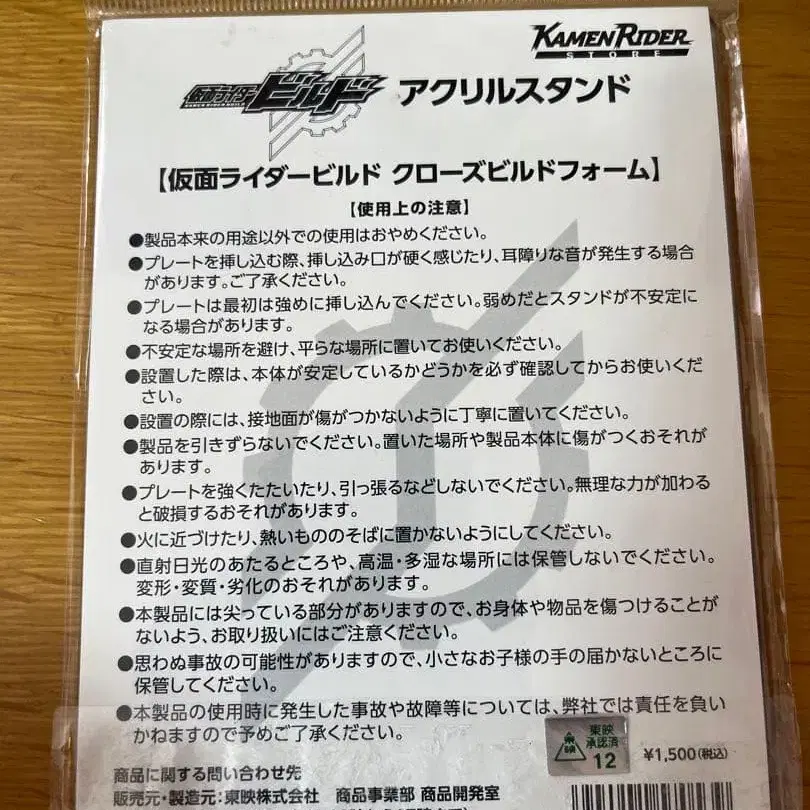 KAMEN RIDER
STORE
仮面ライダー
ビルド
アクリルスタンド
【仮面ライダービルド クローズビルドフォーム】
【使用上の注意】
●製品本来の用途以外での使用はおやめください。
●プレートを挿し込む際、挿し込み口が硬く感じたり、耳障りな音が発生する場合
があります。ご了承ください。
●プレートは最初は強めに挿し込んでください。弱めだとスタンドが不安定に
なる場合があります。
●不安定な場所を避け、平らな場所に置いてお使いください。
●設置した際は、本体が安定しているかどうかを必ず確認してからお使いくだ
さい。
●設置の際には、接地面が傷がつかないように丁寧に置いてください。
●製品を引きずらないでください。置いた場所や製品本体に傷がつくおそれが
あります。
●プレートを強くたたいたり、引っ張るなどしないでください。無理な力が加わる
と破損するおそれがあります。
●火に近づけたり、熱いもののそばに置かないようにしてください。
●直射日光のあたるところや、高温・多湿な場所には保管しないでください。
変形・変質・劣化のおそれがあります。
●本製品には尖っている部分がありますので、お身体や物品を傷つけることが
ないよう、お取り扱いにはご注意ください。
●思わぬ事故の可能性がありますので、小さなお子様の手の届かないところに
保管してください。
●本製品の使用時に発生した事故や故障等については、弊社では責任を負い
かねますので予めご了承ください。
東映
承認済
12
¥1,500(税込)
商品に関する問い合わせ先
販売元・製造元:東映株式会社 商品事業部 商品開発室